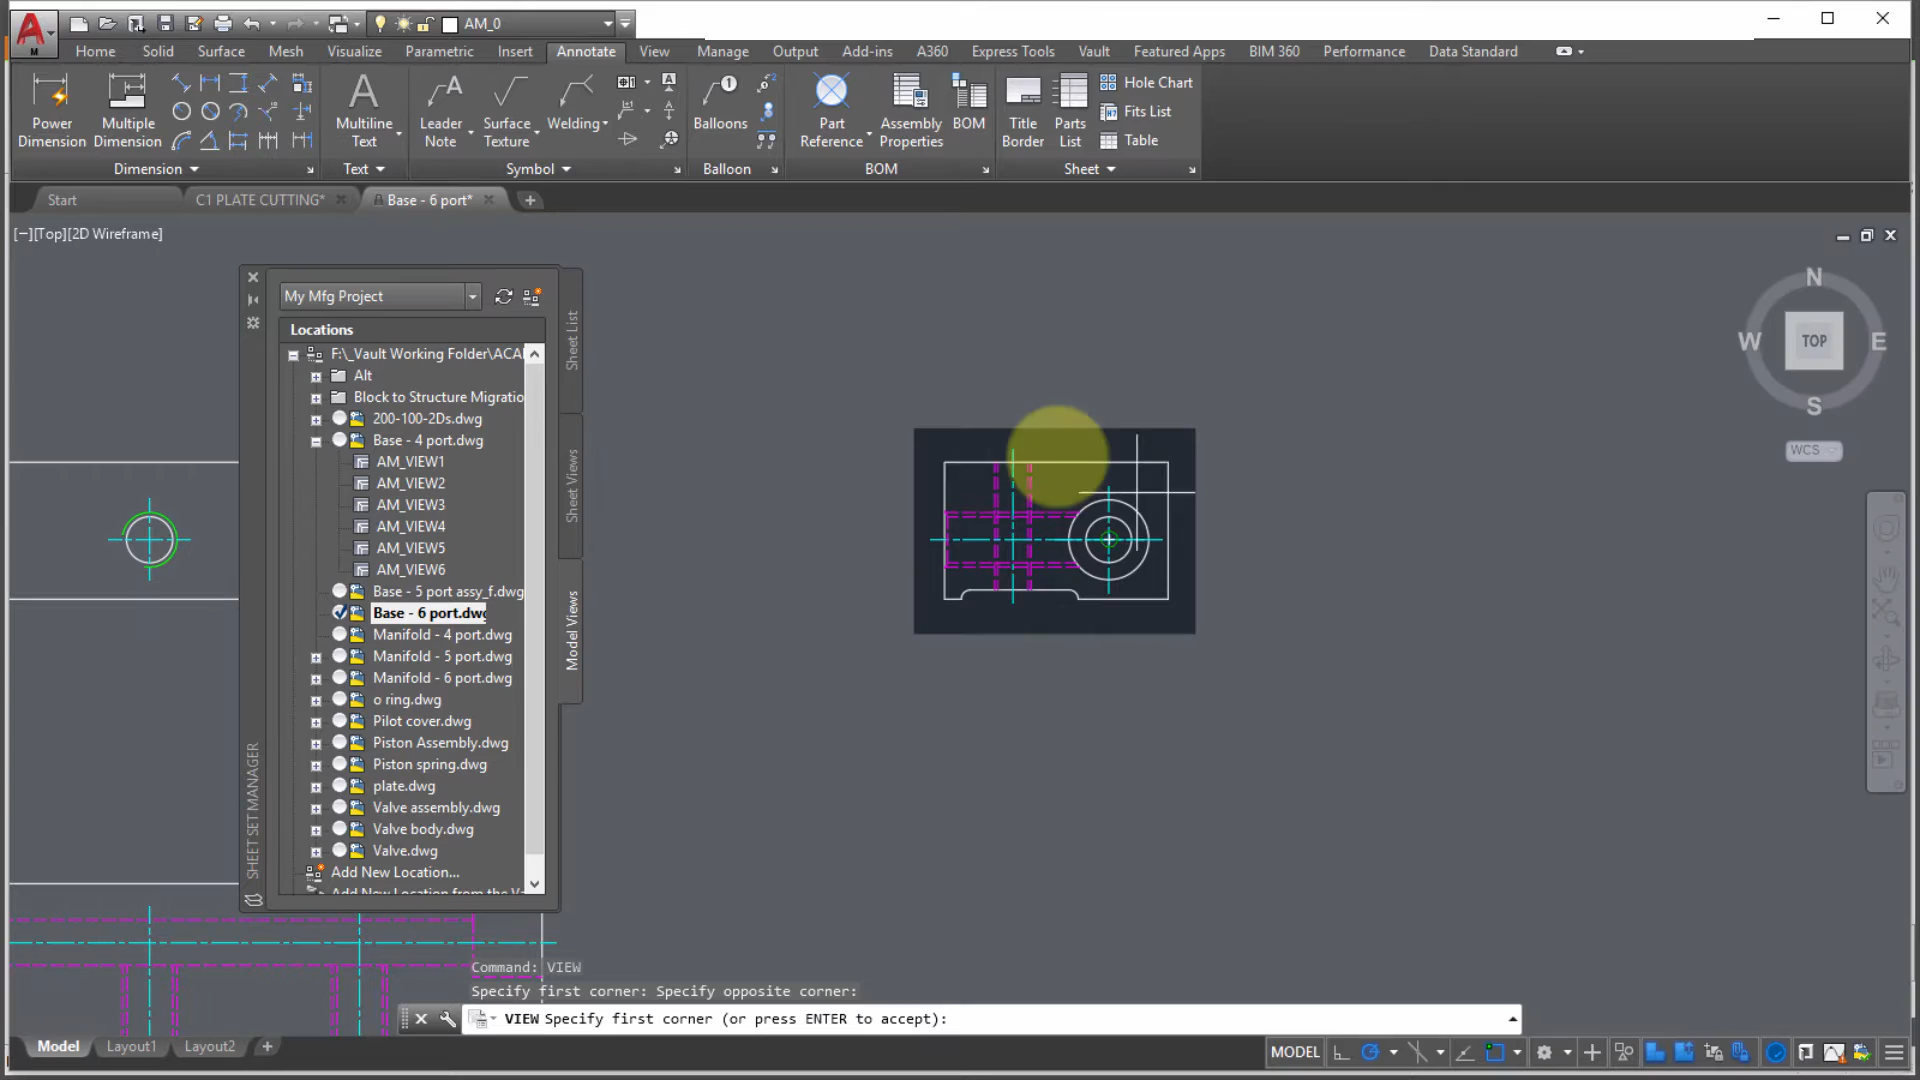 AM_0
Home Solid Surface Mesh Visualize Parametric Insert Annotate View Manage Output Add-ins A360 Express Tools Vault Featured Apps BIM 360 Performance Data Standard
M
Power Dimension
Multiple Dimension
Multiline Text
Leader Note
Surface Texture
Welding
Balloons
Part Reference
Assembly Properties
BOM
Title Border
Parts List
Hole Chart
Fits List
Table
Dimension Text Symbol Balloon BOM Sheet
Start C1 PLATE CUTTING* Base - 6 port*
[−][Top][2D Wireframe]
N
W TOP E
S
WCS
My Mfg Project
Locations
F:\_Vault Working Folder\ACA
Alt
Block to Structure Migratio
200-100-2Ds.dwg
Base - 4 port.dwg
AM_VIEW1
AM_VIEW2
AM_VIEW3
AM_VIEW4
AM_VIEW5
AM_VIEW6
Base - 5 port assy_f.dwg
Base - 6 port.dwg
Manifold - 4 port.dwg
Manifold - 5 port.dwg
Manifold - 6 port.dwg
o ring.dwg
Pilot cover.dwg
Piston Assembly.dwg
Piston spring.dwg
plate.dwg
Valve assembly.dwg
Valve body.dwg
Valve.dwg
Add New Location...
Add New Location from the Va
Sheet List
Sheet Views
Model Views
SHEET SET MANAGER
Command: VIEW
Specify first corner: Specify opposite corner:
VIEW Specify first corner (or press ENTER to accept):
Model Layout1 Layout2
MODEL